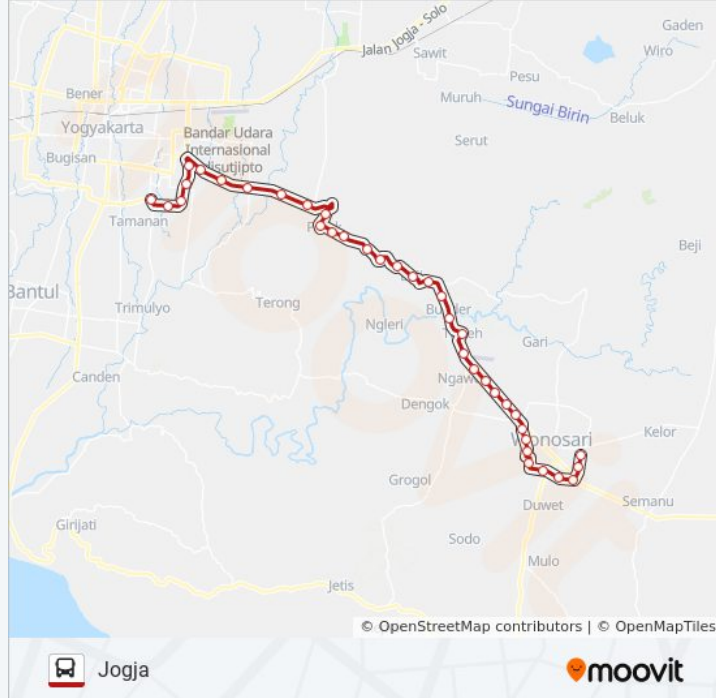 Gaden
Jalan Jogja - Solo
Sawit
Wiro
Bener
Pesu
Muruh
Sungai Birin
Beluk
Yogyakarta
Bandar Udara
Internasional
Serut
Bugisan
Tamanan
Beji
Bantul
Trimulyo
Terong
Ngleri
Gari
Canden
Dengok
Wonosari
Kelor
Grogol
Semanu
Duwet
Girijati
Sodo
Mulo
Jetis
© OpenStreetMap contributors | © OpenMapTiles
Jogja
moovit